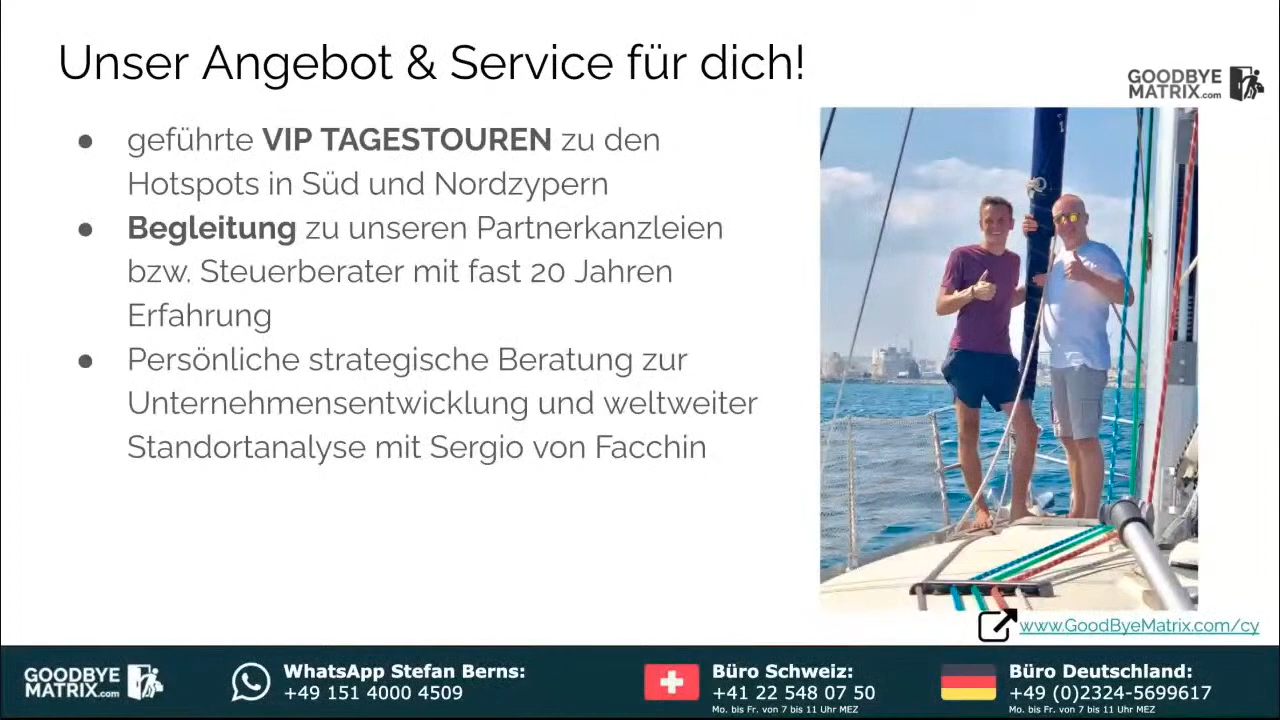 Unser Angebot & Service für dich!
GOODBYE
MATRIX.com
● geführte VIP TAGESTOUREN zu den
Hotspots in Süd und Nordzypern
● Begleitung zu unseren Partnerkanzleien
bzw. Steuerberater mit fast 20 Jahren
Erfahrung
● Persönliche strategische Beratung zur
Unternehmensentwicklung und weltweiter
Standortanalyse mit Sergio von Facchin
www.GoodByeMatrix.com/cy
GOODBYE
MATRIX.com
WhatsApp Stefan Berns:
+49 151 4000 4509
Büro Schweiz:
+41 22 548 07 50
Mo. bis Fr. von 7 bis 11 Uhr MEZ
Büro Deutschland:
+49 (0)2324-5699617
Mo. bis Fr. von 7 bis 11 Uhr MEZ